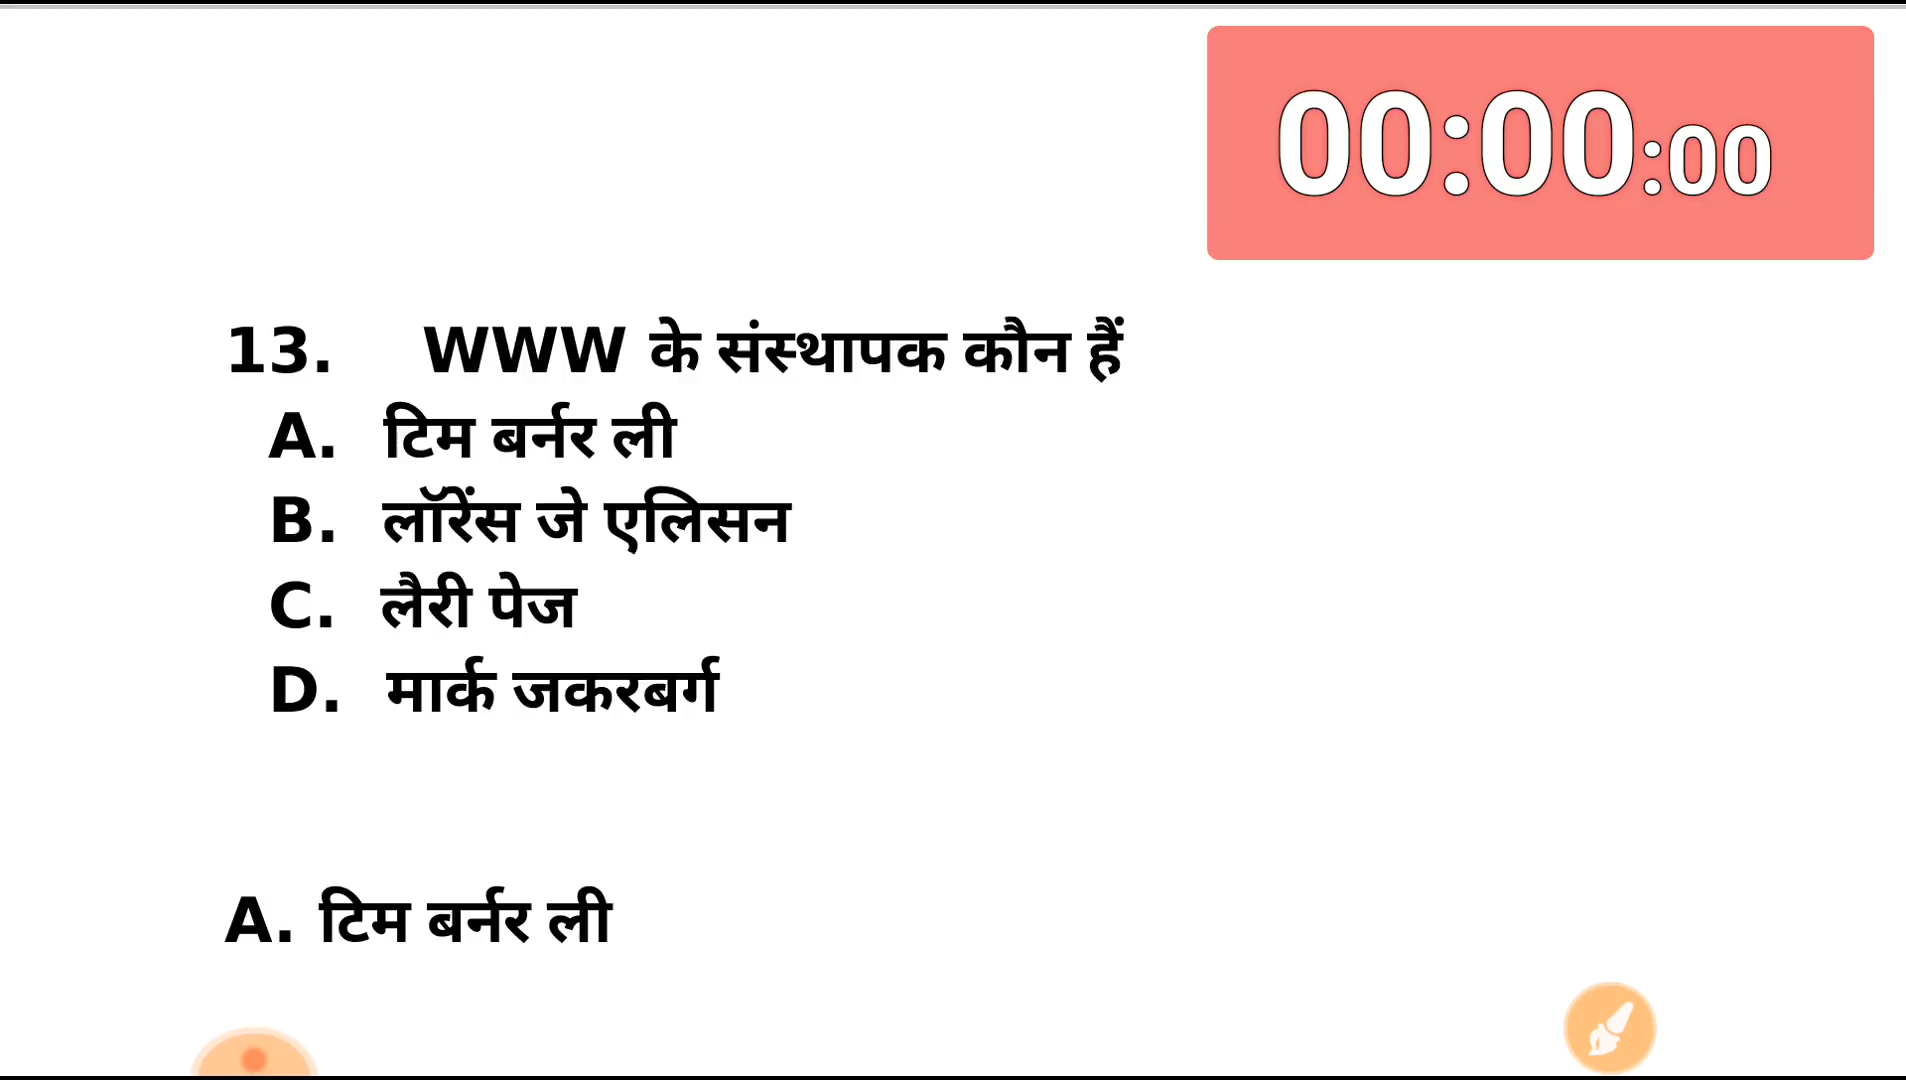 00:00:00
13. WWW के संस्थापक कौन हैं
A. टिम बर्नर ली
B. लॉरेंस जे एलिसन
C. लैरी पेज
D. मार्क जकरबर्ग
A. टिम बर्नर ली